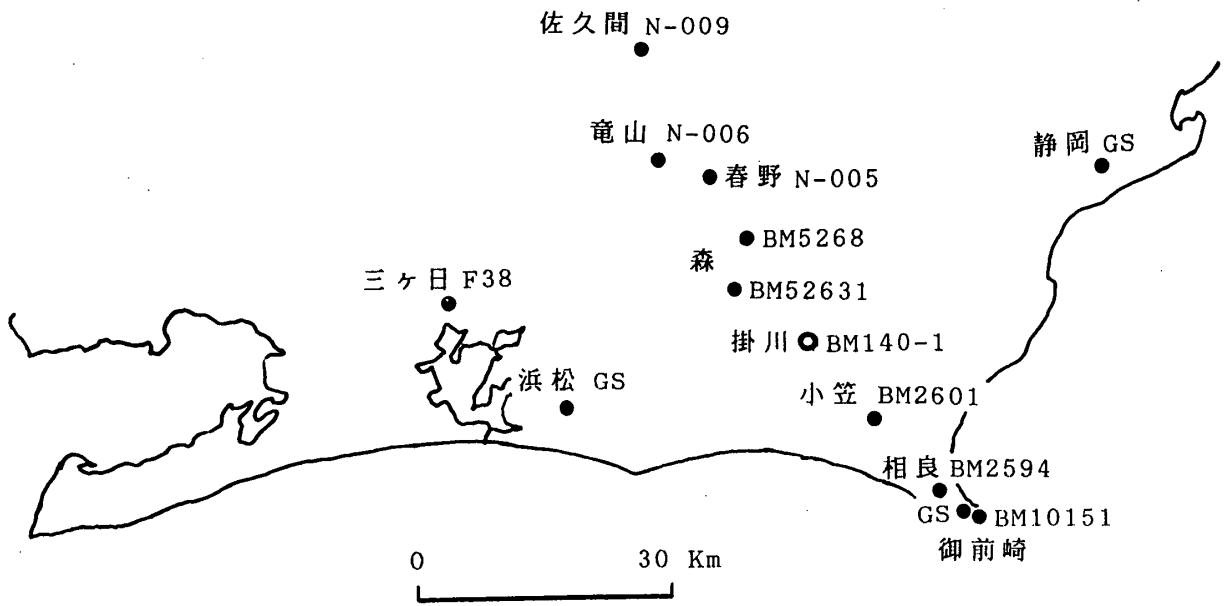 佐久間 N-009
竜山 N-006
静岡 GS
春野 N-005
BM5268
森
三ヶ日 F38
BM52631
掛川 BM140-1
浜松 GS
小笠 BM2601
相良 BM2594
GS
BM10151
御前崎
0 30 Km